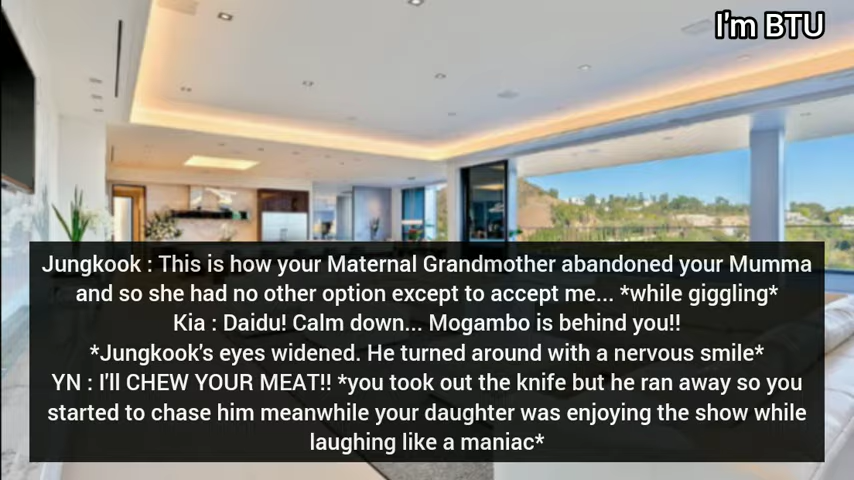 I'm BTU
Jungkook : This is how your Maternal Grandmother abandoned your Mumma
and so she had no other option except to accept me... *while giggling*
Kia : Daidu! Calm down... Mogambo is behind you!!
*Jungkook's eyes widened. He turned around with a nervous smile*
YN : I'll CHEW YOUR MEAT!! *you took out the knife but he ran away so you
started to chase him meanwhile your daughter was enjoying the show while
laughing like a maniac*